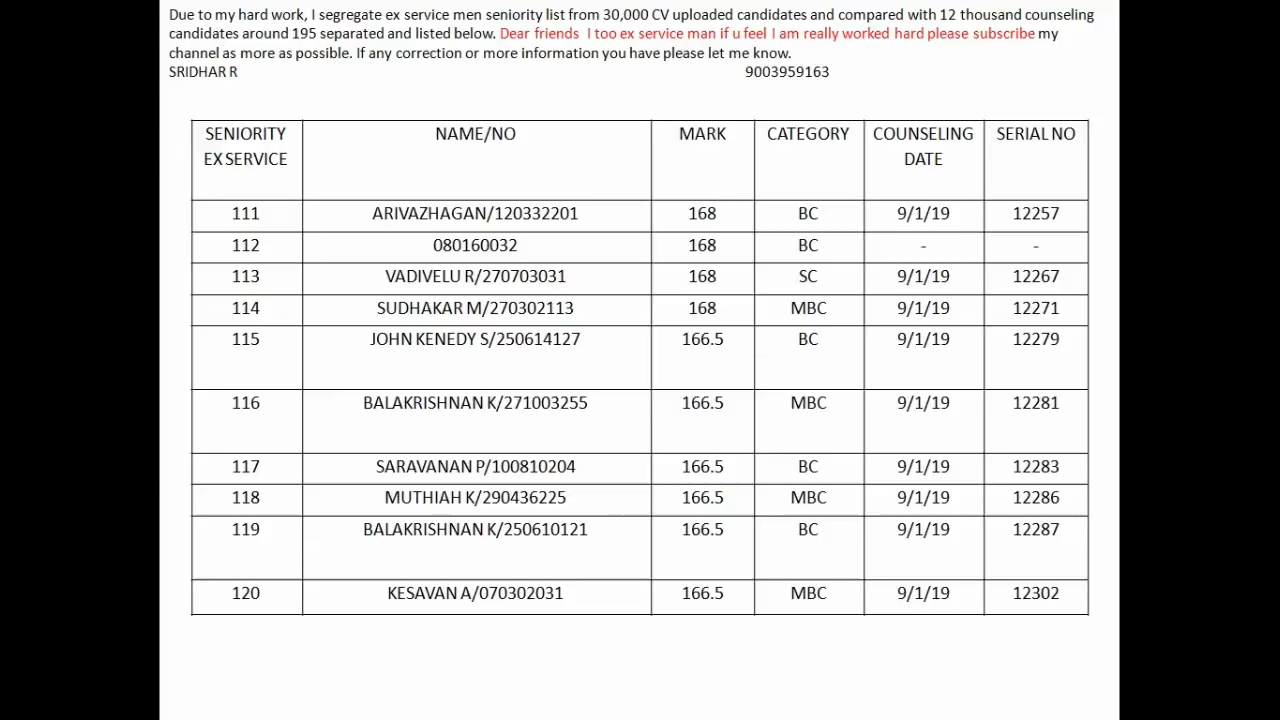 Due to my hard work, I segregate ex service men seniority list from 30,000 CV uploaded candidates and compared with 12 thousand counseling
candidates around 195 separated and listed below. Dear friends I too ex service man if u feel I am really worked hard please subscribe my
channel as more as possible. If any correction or more information you have please let me know.
SRIDHAR R 9003959163
SENIORITY EX SERVICE NAME/NO MARK CATEGORY COUNSELING DATE SERIAL NO
111 ARIVAZHAGAN/120332201 168 BC 9/1/19 12257
112 080160032 168 BC - -
113 VADIVELU R/270703031 168 SC 9/1/19 12267
114 SUDHAKAR M/270302113 168 MBC 9/1/19 12271
115 JOHN KENEDY S/250614127 166.5 BC 9/1/19 12279
116 BALAKRISHNAN K/271003255 166.5 MBC 9/1/19 12281
117 SARAVANAN P/100810204 166.5 BC 9/1/19 12283
118 MUTHIAH K/290436225 166.5 MBC 9/1/19 12286
119 BALAKRISHNAN K/250610121 166.5 BC 9/1/19 12287
120 KESAVAN A/070302031 166.5 MBC 9/1/19 12302